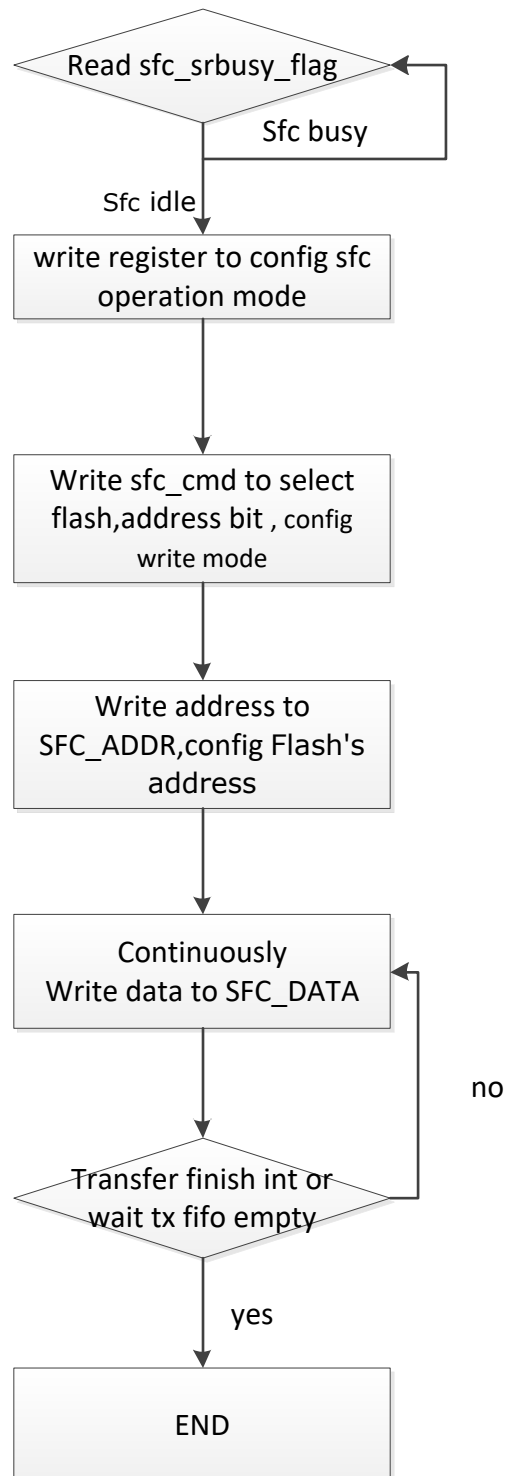 Read sfc_srbusy_flag
Sfc busy
Sfc idle
write register to config sfc
operation mode
Write sfc_cmd to select
flash,address bit , config
write mode
Write address to
SFC_ADDR,config Flash's
address
Continuously
Write data to SFC_DATA
no
Transfer finish int or
wait tx fifo empty
yes
END